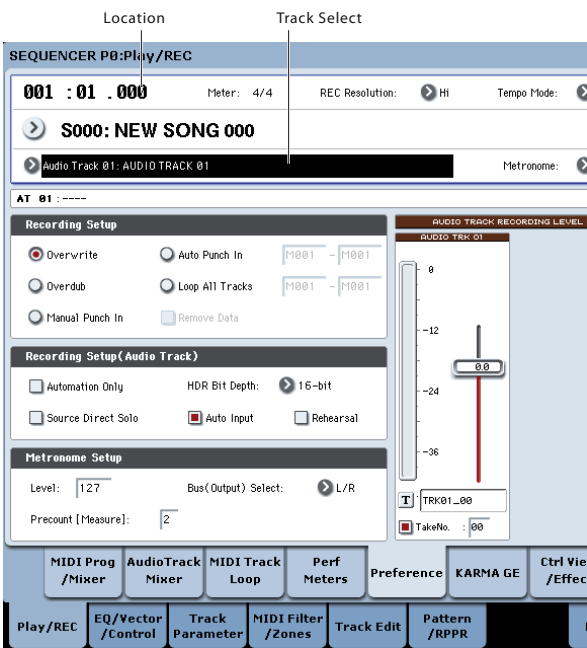 Location Track Select
SEQUENCER P0:Play/REC
001 :01 .000 Meter: 4/4 REC Resolution: Hi Tempo Mode:
S000: NEW SONG 000
Audio Track 01: AUDIO TRACK 01 Metronome:
AT 01 :----
Recording Setup
Overwrite Auto Punch In M001 - M001
Overdub Loop All Tracks M001 - M001
Manual Punch In Remove Data
Recording Setup(Audio Track)
Automation Only HDR Bit Depth: 16-bit
Source Direct Solo Auto Input Rehearsal
Metronome Setup
Level: 127 Bus(Output) Select: L/R
Precount [Measure]: 2
AUDIO TRACK RECORDING LEVEL
AUDIO TRK 01
0
-12
0.0
-24
-36
T TRK01_00
TakeNo. : 00
MIDI Prog
/Mixer
AudioTrack
Mixer
MIDI Track
Loop
Perf
Meters
Preference
KARMA GE
Ctrl Vie
/Effec
Play/REC
EQ/Vector
/Control
Track
Parameter
MIDI Filter
/Zones
Track Edit
Pattern
/RPPR